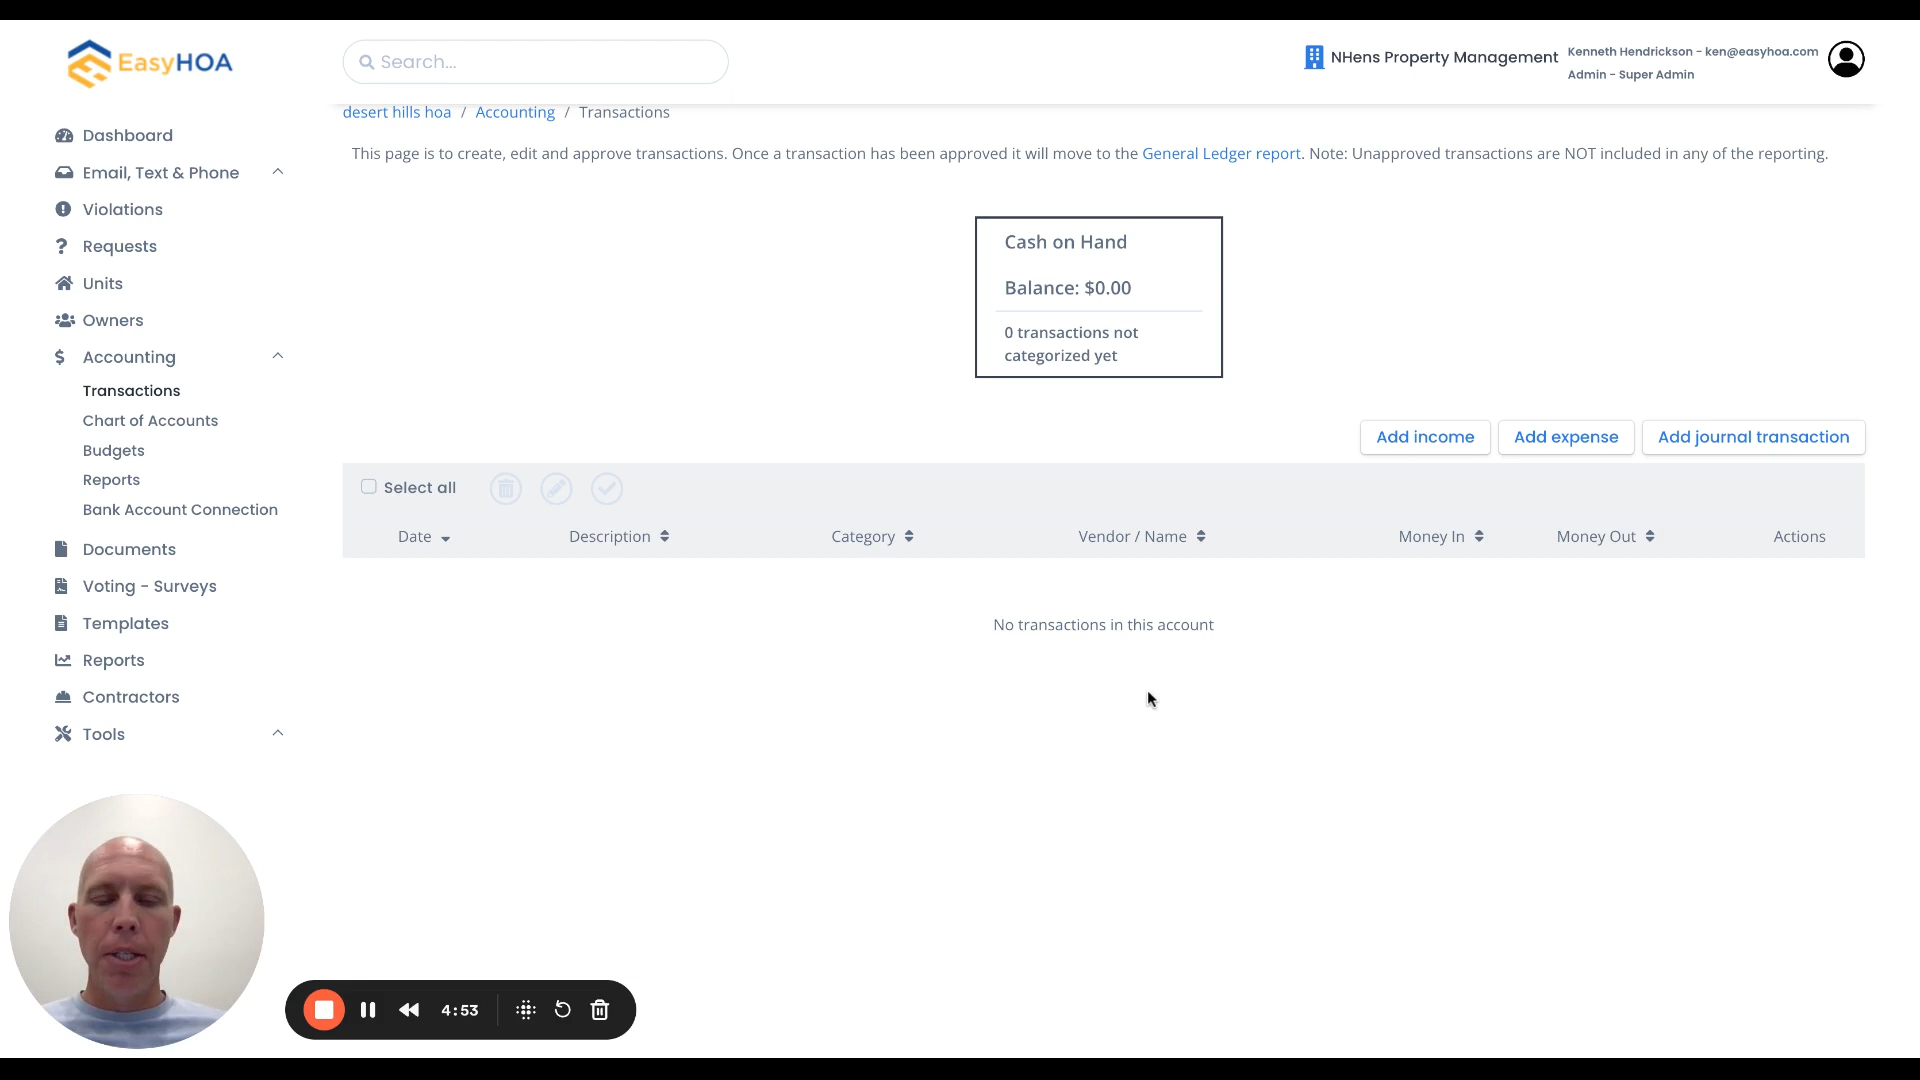 EasyHOA
Search...
NHens Property Management
Kenneth Hendrickson - ken@easyhoa.com
Admin - Super Admin
desert hills hoa / Accounting / Transactions
This page is to create, edit and approve transactions. Once a transaction has been approved it will move to the General Ledger report. Note: Unapproved transactions are NOT included in any of the reporting.
Dashboard
Email, Text & Phone
Violations
Requests
Units
Owners
Accounting
Transactions
Chart of Accounts
Budgets
Reports
Bank Account Connection
Documents
Voting - Surveys
Templates
Reports
Contractors
Tools
Cash on Hand
Balance: $0.00
0 transactions not
categorized yet
Add income
Add expense
Add journal transaction
Select all
Date Description Category Vendor / Name Money In Money Out Actions
No transactions in this account
4:53